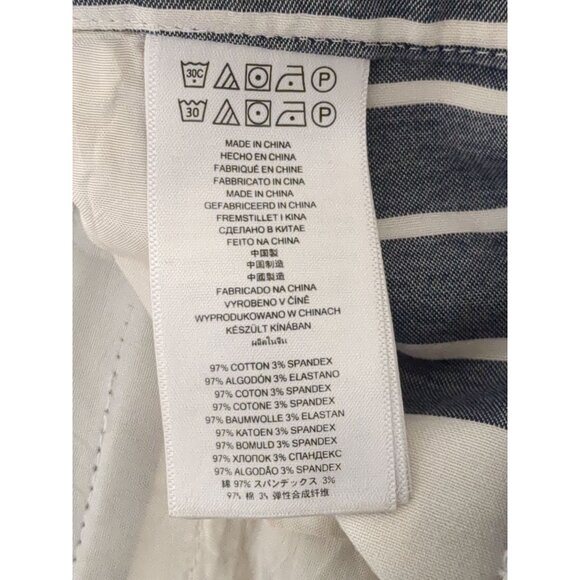 30C P
30 P
MADE IN CHINA
HECHO EN CHINA
FABRIQUÉ EN CHINE
FABBRICATO IN CINA
MADE IN CHINA
GEFABRICEERD IN CHINA
FREMSTILLET I KINA
СДЕЛАНО В КИТАЕ
FEITO NA CHINA
中国製
中国制造
中國製造
FABRICADO NA CHINA
VYROBENO V ČÍNĚ
WYPRODUKOWANO W CHINACH
KÉSZÜLT KÍNÁBAN
ผลิตในจีน
97% COTTON 3% SPANDEX
97% ALGODÓN 3% ELASTANO
97% COTON 3% SPANDEX
97% COTONE 3% SPANDEX
97% BAUMWOLLE 3% ELASTAN
97% KATOEN 3% SPANDEX
97% BOMULD 3% SPANDEX
97% ХЛОПОК 3% СПАНДЕКС
97% ALGODÃO 3% SPANDEX
綿 97% スパンデックス 3%
97% 棉 3% 弹性合成纤维